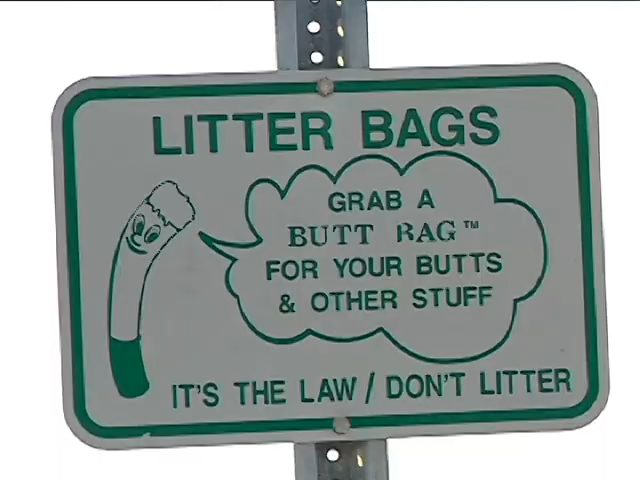 LITTER BAGS
GRAB A
BUTT BAG™
FOR YOUR BUTTS
& OTHER STUFF
IT'S THE LAW / DON'T LITTER